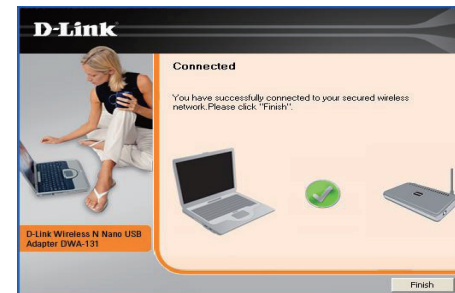 D-Link
Connected
You have successfully connected to your secured wireless
network.Please click "Finish".
D-Link Wireless N Nano USB
Adapter DWA-131
Finish